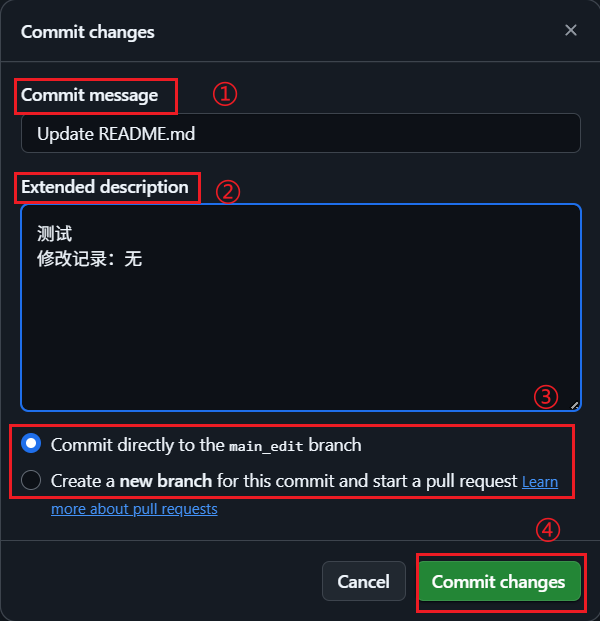 Commit changes
Commit message ①
Update README.md
Extended description ②
测试
修改记录：无
③
Commit directly to the main_edit branch
Create a new branch for this commit and start a pull request Learn
more about pull requests
④
Cancel Commit changes